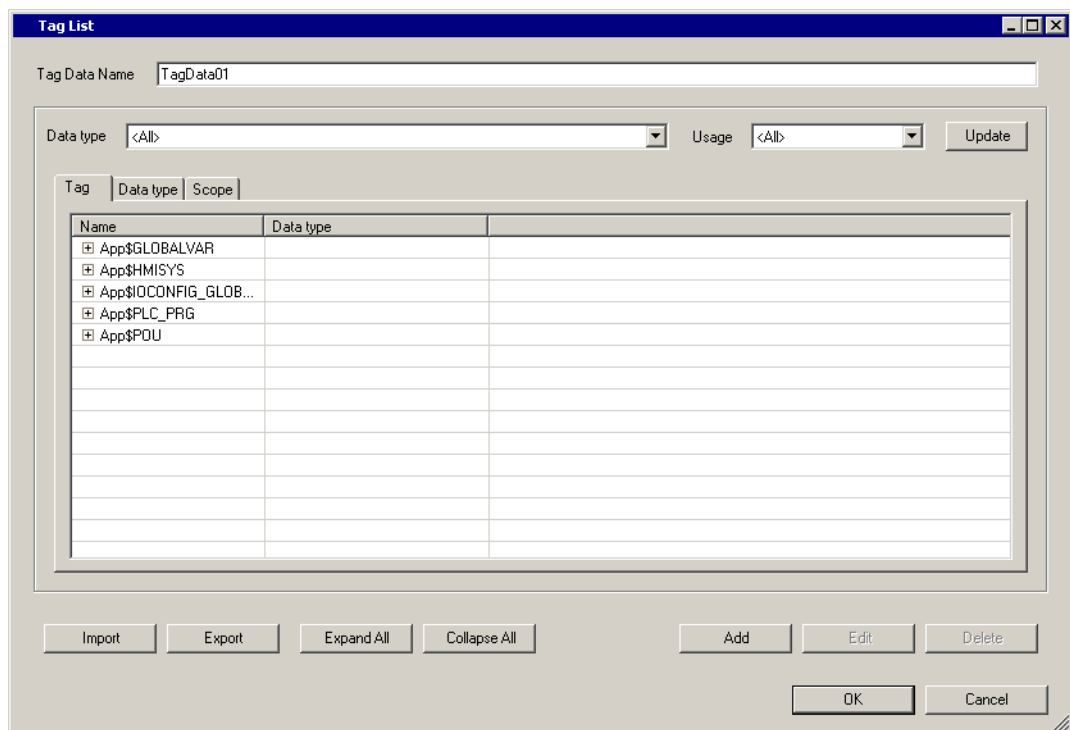 Tag List
Tag Data Name TagData01
Data type <All> Usage <All> Update
Tag Data type Scope
Name Data type
App$GLOBALVAR
App$HMISYS
App$IOCONFIG_GLOB...
App$PLC_PRG
App$POU
Import Export Expand All Collapse All Add Edit Delete
OK Cancel